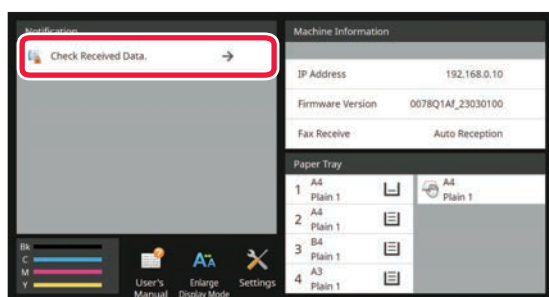 Notification
Check Received Data.
Machine Information
IP Address 192.168.0.10
Firmware Version 0078Q1Af_23030100
Fax Receive Auto Reception
Paper Tray
1 A4
Plain 1
A4
Plain 1
2 A4
Plain 1
3 B4
Plain 1
4 A3
Plain 1
Bk
C
M
Y
User's
Manual
Enlarge
Display Mode
Settings